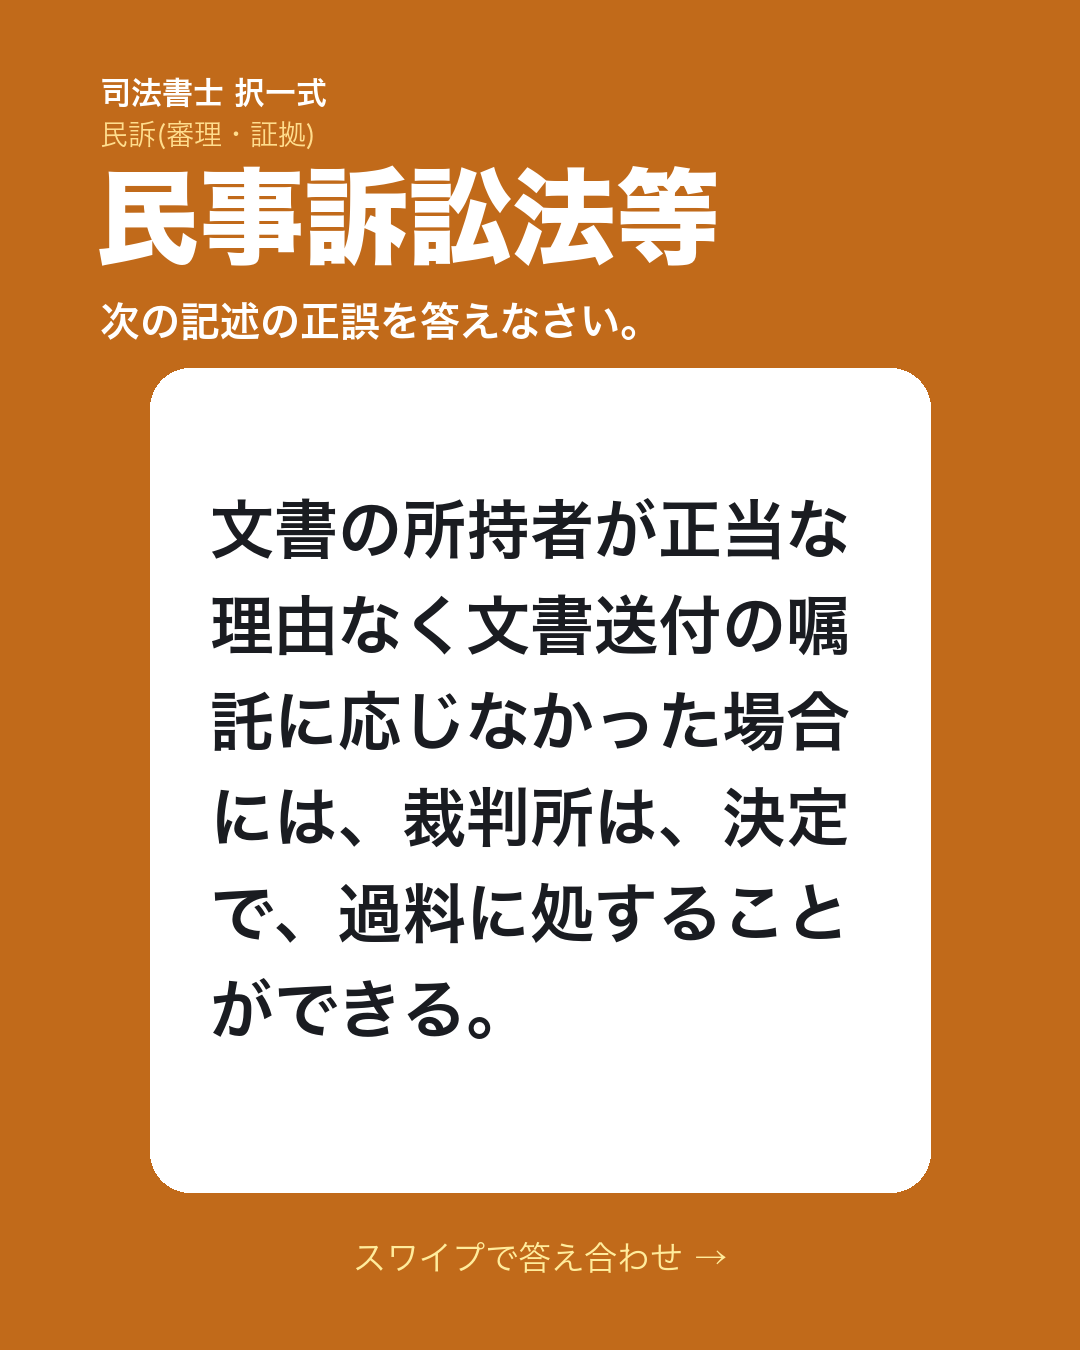 司法書士 択一式
民訴(審理・証拠)
民事訴訟法等
次の記述の正誤を答えなさい。
文書の所持者が正当な
理由なく文書送付の嘱
託に応じなかった場合
には、裁判所は、決定
で、過料に処すること
ができる。
スワイプで答え合わせ →